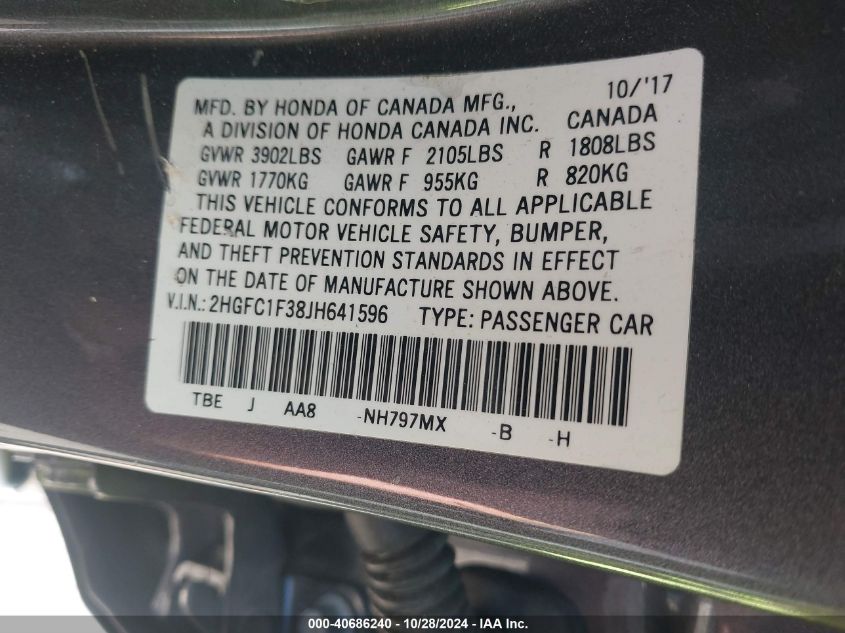 10/'17
MFD. BY HONDA OF CANADA MFG., CANADA
A DIVISION OF HONDA CANADA INC.
GVWR 3902LBS GAWR F 2105LBS R 1808LBS
GVWR 1770KG GAWR F 955KG R 820KG
THIS VEHICLE CONFORMS TO ALL APPLICABLE
FEDERAL MOTOR VEHICLE SAFETY, BUMPER,
AND THEFT PREVENTION STANDARDS IN EFFECT
ON THE DATE OF MANUFACTURE SHOWN ABOVE.
V.I.N.: 2HGFC1F38JH641596 TYPE: PASSENGER CAR
TBE J AA8 -NH797MX -B -H
000-40686240 - 10/28/2024 - IAA Inc.